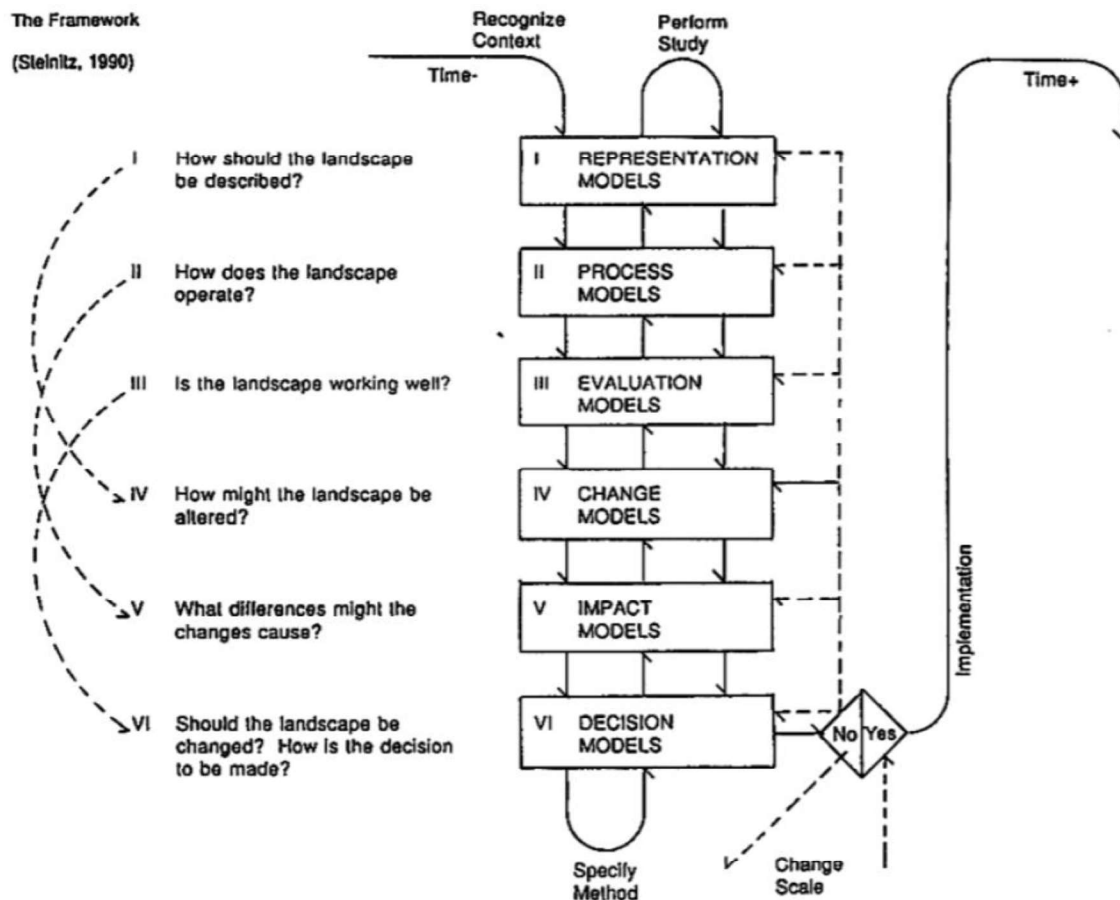 The Framework
(Steinitz, 1990)
Recognize
Context
Perform
Study
Time-
Time+
I How should the landscape
be described?
I REPRESENTATION
MODELS
II How does the landscape
operate?
II PROCESS
MODELS
III Is the landscape working well?
III EVALUATION
MODELS
IV How might the landscape be
altered?
IV CHANGE
MODELS
V What differences might the
changes cause?
V IMPACT
MODELS
VI Should the landscape be
changed? How is the decision
to be made?
VI DECISION
MODELS
No Yes
Implementation
Specify
Method
Change
Scale